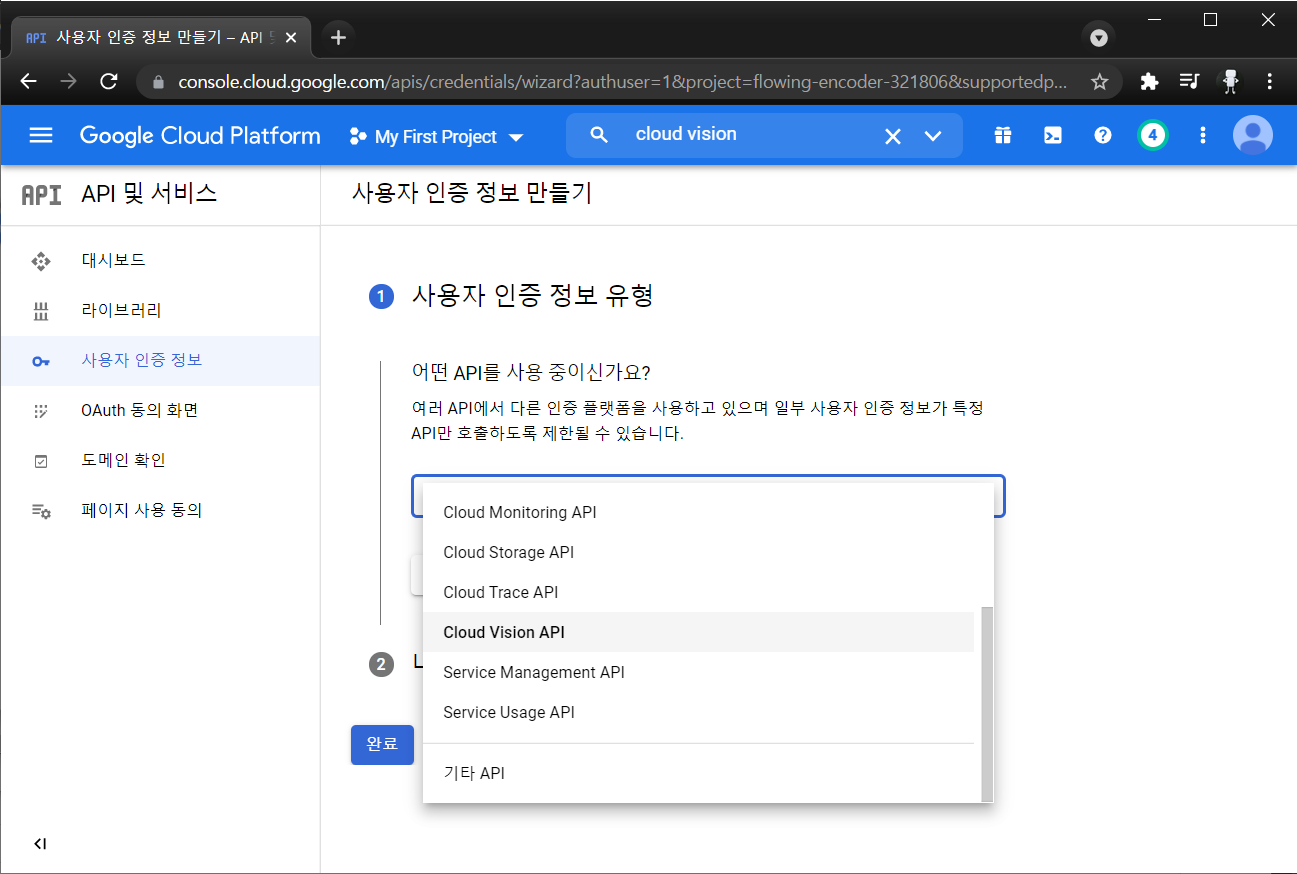 API 사용자 인증 정보 만들기 – API 및
console.cloud.google.com/apis/credentials/wizard?authuser=1&project=flowing-encoder-321806&supportedp...
Google Cloud Platform
My First Project
cloud vision
4
API API 및 서비스
사용자 인증 정보 만들기
대시보드
라이브러리
사용자 인증 정보
OAuth 동의 화면
도메인 확인
페이지 사용 동의
1 사용자 인증 정보 유형
어떤 API를 사용 중이신가요?
여러 API에서 다른 인증 플랫폼을 사용하고 있으며 일부 사용자 인증 정보가 특정
API만 호출하도록 제한될 수 있습니다.
Cloud Monitoring API
Cloud Storage API
Cloud Trace API
Cloud Vision API
Service Management API
Service Usage API
기타 API
2
완료